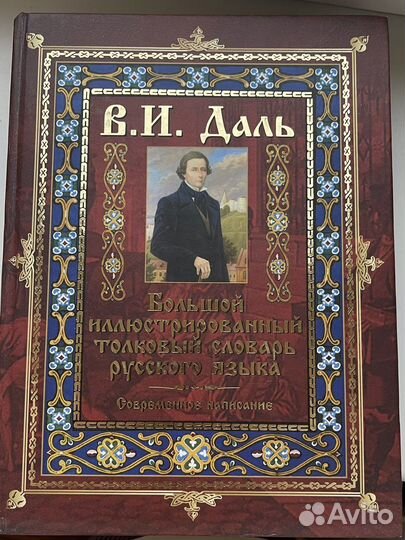 В.И. Даль
Большой
иллюстрированный
толковый словарь
русского языка
Современное написание
Avito